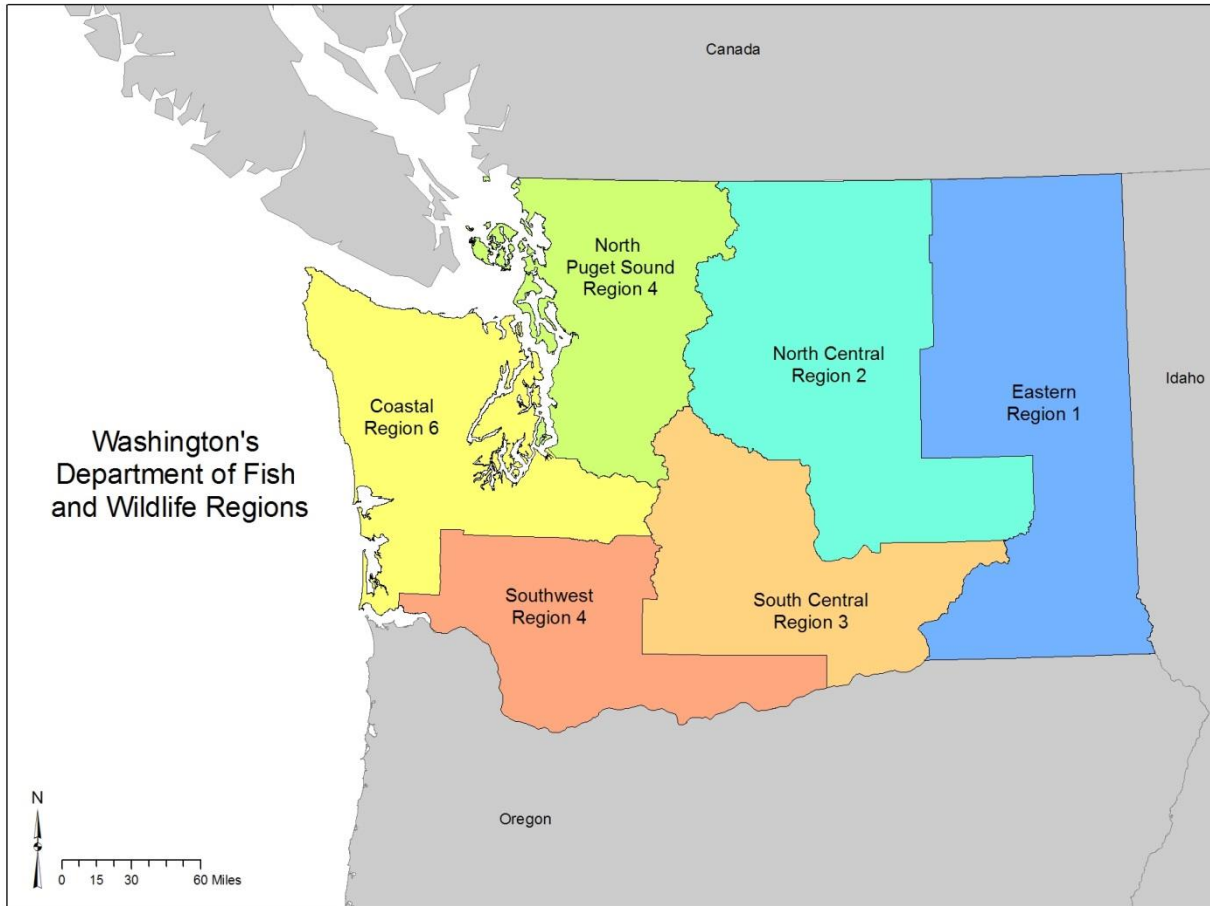 Canada
North
Puget Sound
Region 4
North Central
Region 2
Eastern
Region 1
Idaho
Coastal
Region 6
Washington's
Department of Fish
and Wildlife Regions
Southwest
Region 4
South Central
Region 3
Oregon
N
0 15 30 60 Miles